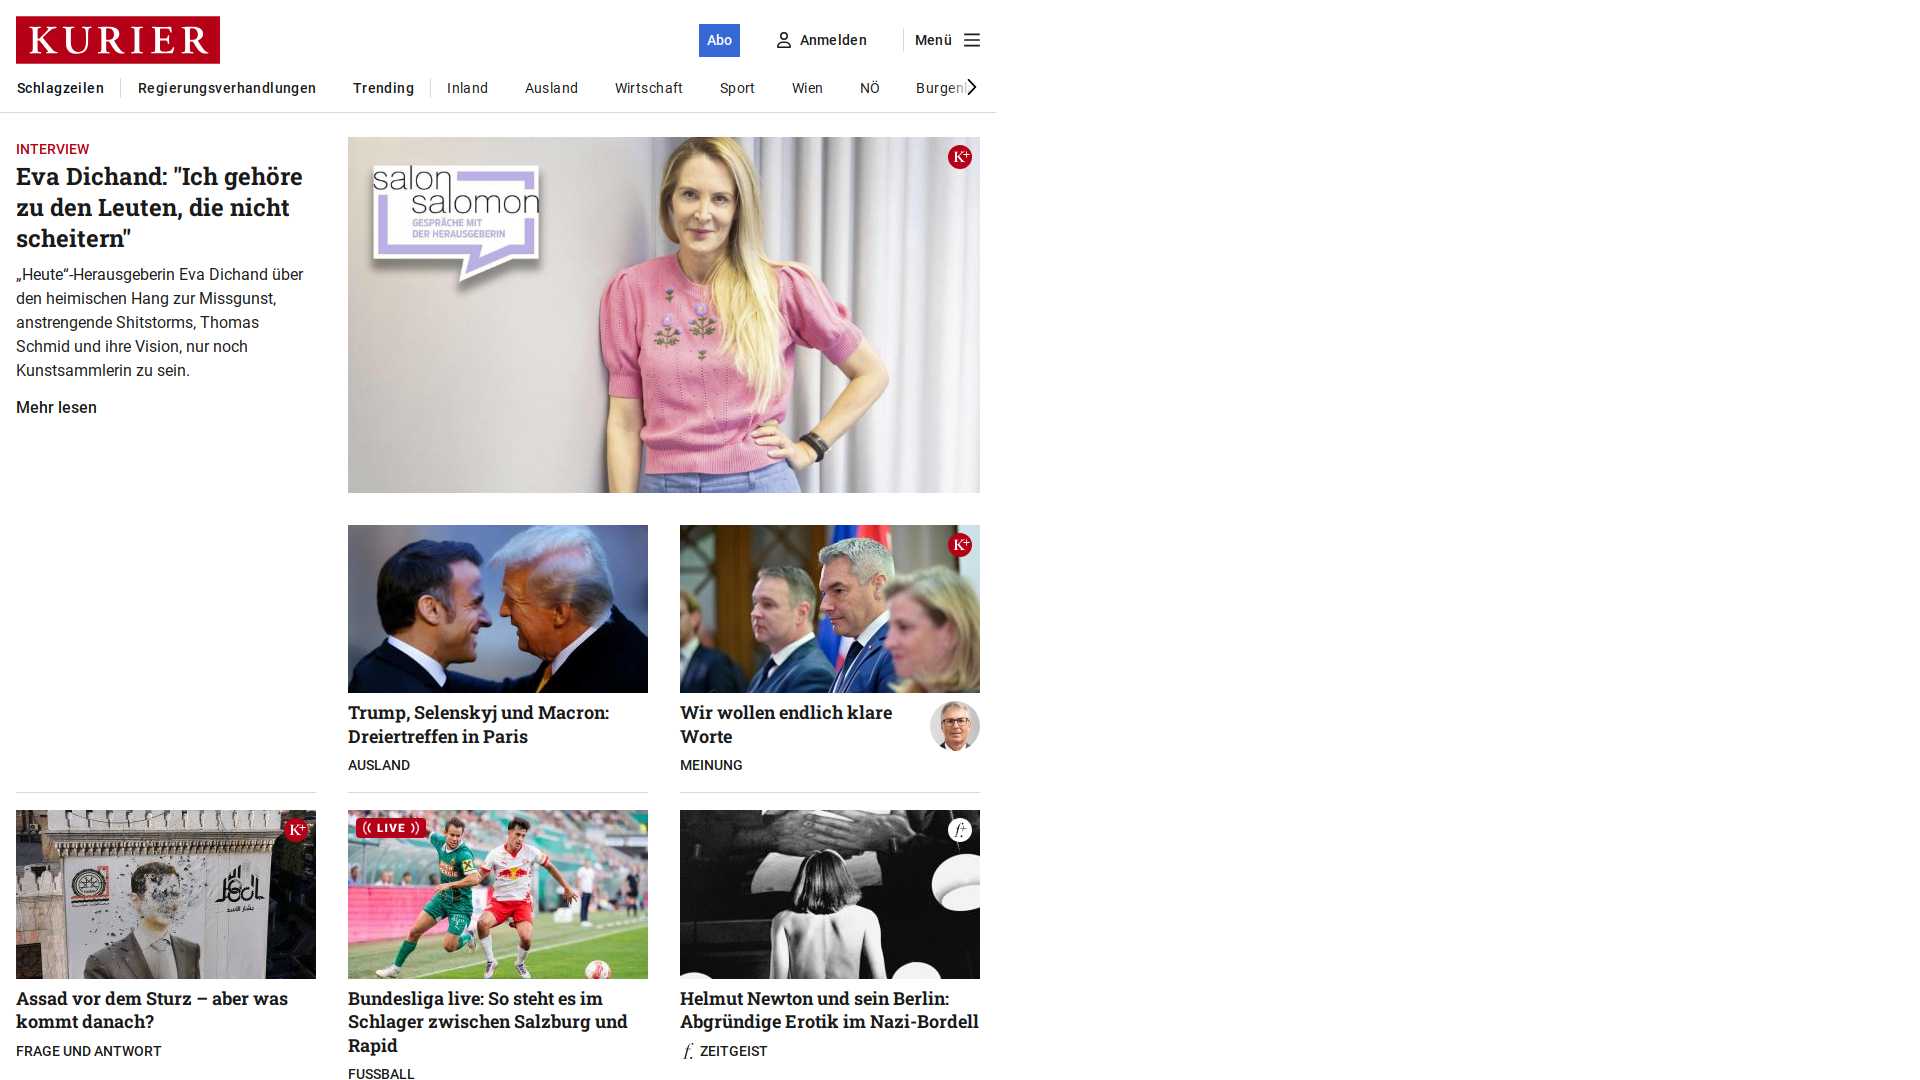 KURIER
Abo
Anmelden
Menü
Schlagzeilen
Regierungsverhandlungen
Trending
Inland
Ausland
Wirtschaft
Sport
Wien
NÖ
INTERVIEW
Eva Dichand: "Ich gehöre
zu den Leuten, die nicht
scheitern"
„Heute“-Herausgeberin Eva Dichand über
den heimischen Hang zur Missgunst,
anstrengende Shitstorms, Thomas
Schmid und ihre Vision, nur noch
Kunstsammlerin zu sein.
Mehr lesen
salon
salomon
GESPRÄCHE MIT
DER HERAUSGEBERIN
K+
K+
Trump, Selenskyj und Macron:
Dreiertreffen in Paris
AUSLAND
Wir wollen endlich klare
Worte
MEINUNG
K+
Assad vor dem Sturz – aber was
kommt danach?
FRAGE UND ANTWORT
LIVE
Bundesliga live: So steht es im
Schlager zwischen Salzburg und
Rapid
FUSSBALL
f+
Helmut Newton und sein Berlin:
Abgründige Erotik im Nazi-Bordell
f. ZEITGEIST